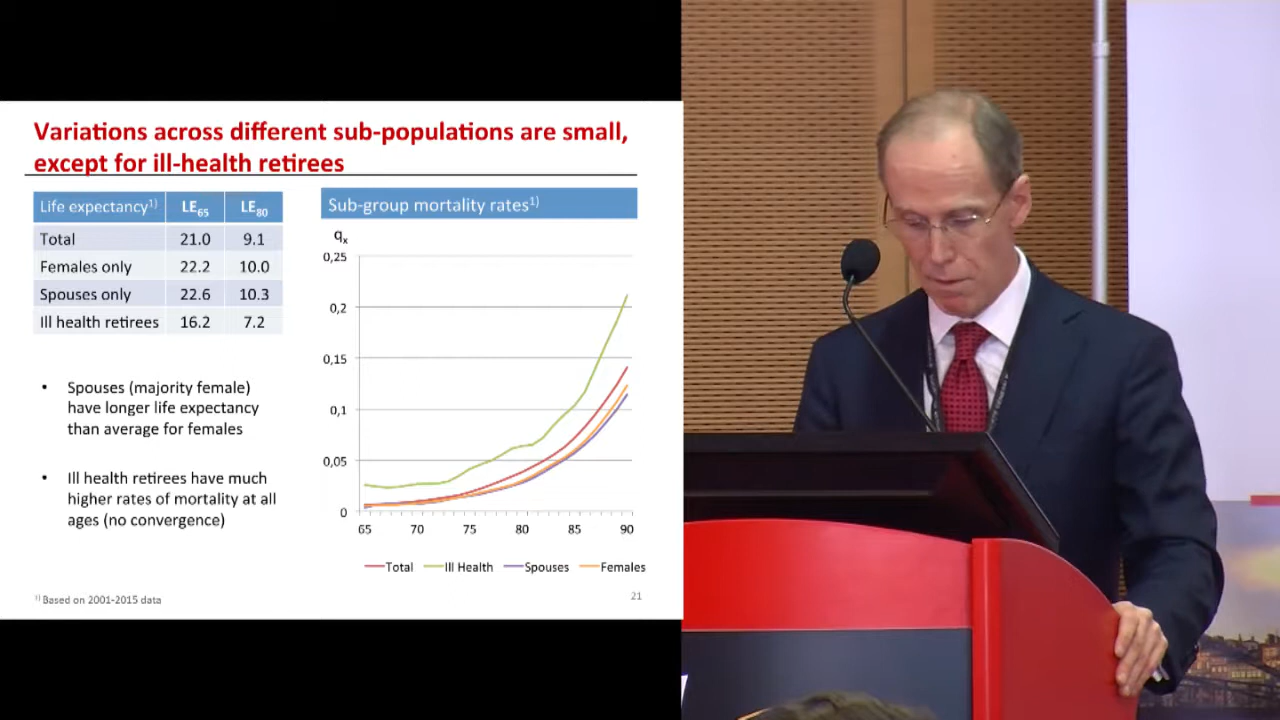 Variations across different sub-populations are small,
except for ill-health retirees
Life expectancy1) LE65 LE80
Total 21.0 9.1
Females only 22.2 10.0
Spouses only 22.6 10.3
Ill health retirees 16.2 7.2
• Spouses (majority female)
have longer life expectancy
than average for females
• Ill health retirees have much
higher rates of mortality at all
ages (no convergence)
Sub-group mortality rates1)
qx
0,25
0,2
0,15
0,1
0,05
0
65 70 75 80 85 90
Total Ill Health Spouses Females
1) Based on 2001-2015 data
21